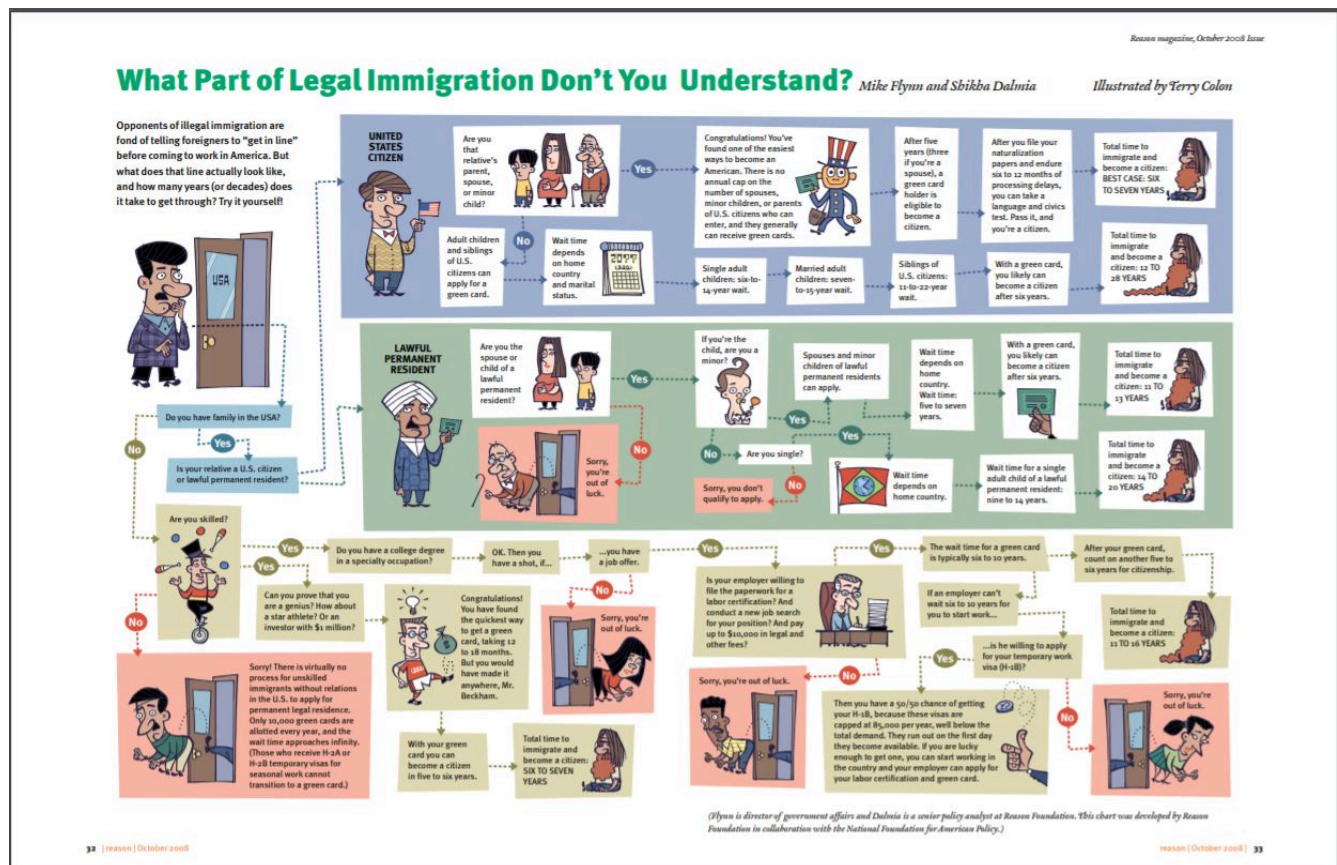 Reason magazine, October 2008 Issue
What Part of Legal Immigration Don't You Understand? Mike Flynn and Shikha Dalmia
Illustrated by Terry Colon
Opponents of illegal immigration are
fond of telling foreigners to "get in line"
before coming to work in America. But
what does that line actually look like,
and how many years (or decades) does
it take to get through? Try it yourself!
USA
Do you have family in the USA?
No
Yes
Is your relative a U.S. citizen
or lawful permanent resident?
UNITED
STATES
CITIZEN
Are you
that
relative's
parent,
spouse,
or minor
child?
Yes
Congratulations! You've
found one of the easiest
ways to become an
American. There is no
annual cap on the
number of spouses,
minor children, or parents
of U.S. citizens who can
enter, and they generally
can receive green cards.
After five
years (three
if you're a
spouse), a
green card
holder is
eligible to
become a
citizen.
After you file your
naturalization
papers and endure
six to 12 months of
processing delays,
you can take a
language and civics
test. Pass it, and
you're a citizen.
Total time to
immigrate and
become a citizen:
BEST CASE: SIX
TO SEVEN YEARS
No
Adult children
and siblings
of U.S.
citizens can
apply for a
green card.
Wait time
depends
on home
country
and marital
status.
Single adult
children: six-to-
14-year wait.
Married adult
children: seven-
to-15-year wait.
Siblings of
U.S. citizens:
11-to-22-year
wait.
With a green card,
you likely can
become a citizen
after six years.
Total time to
immigrate
and become a
citizen: 12 TO
28 YEARS
LAWFUL
PERMANENT
RESIDENT
Are you the
spouse or
child of a
lawful
permanent
resident?
Yes
No
Sorry,
you're
out of
luck.
If you're the
child, are you a
minor?
Yes
Spouses and minor
children of lawful
permanent residents
can apply.
Wait time
depends on
home
country.
Wait time:
five to seven
years.
With a green card,
you likely can
become a citizen
after six years.
Total time to
immigrate
and become a
citizen: 11 TO
13 YEARS
No
Are you single?
Yes
No
Sorry, you don't
qualify to apply.
Wait time
depends on
home country.
Wait time for a single
adult child of a lawful
permanent resident:
nine to 14 years.
Total time to
immigrate
and become a
citizen: 14 TO
20 YEARS
Are you skilled?
Yes
Do you have a college degree
in a specialty occupation?
OK. Then you
have a shot, if...
...you have
a job offer.
No
Sorry, you're
out of luck.
Yes
Can you prove that you
are a genius? How about
a star athlete? Or an
investor with $1 million?
Congratulations!
You have found
the quickest way
to get a green
card, taking 12
to 18 months.
But you would
have made it
anywhere, Mr.
Beckham.
With your green
card you can
become a citizen
in five to six years.
Total time to
immigrate and
become a citizen:
SIX TO SEVEN
YEARS
No
Sorry! There is virtually no
process for unskilled
immigrants without relations
in the U.S. to apply for
permanent legal residence.
Only 10,000 green cards are
allotted every year, and the
wait time approaches infinity.
(Those who receive H-2A or
H-2B temporary visas for
seasonal work cannot
transition to a green card.)
Yes
Is your employer willing to
file the paperwork for a
labor certification? And
conduct a new job search
for your position? And pay
up to $10,000 in legal and
other fees?
No
Sorry, you're out of luck.
Yes
The wait time for a green card
is typically six to 10 years.
After your green card,
count on another five to
six years for citizenship.
Total time to
immigrate and
become a citizen:
11 TO 16 YEARS
If an employer can't
wait six to 10 years for
you to start work...
...is he willing to apply
for your temporary work
visa (H-1B)?
Yes
Then you have a 50/50 chance of getting
your H-1B, because these visas are
capped at 85,000 per year, well below the
total demand. They run out on the first day
they become available. If you are lucky
enough to get one, you can start working in
the country and your employer can apply for
your labor certification and green card.
No
Sorry, you're
out of luck.
(Flynn is director of government affairs and Dalmia is a senior policy analyst at Reason Foundation. This chart was developed by Reason
Foundation in collaboration with the National Foundation for American Policy.)
32 | reason | October 2008
reason | October 2008 | 33